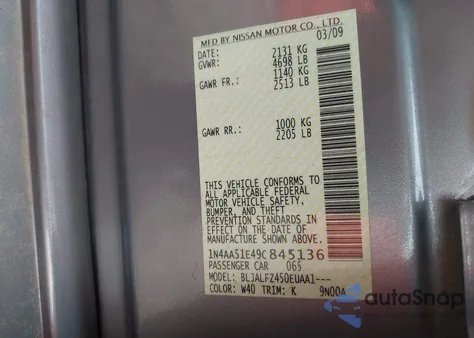 MFD BY NISSAN MOTOR CO., LTD.
DATE: 03/09
GVWR: 2131 KG
4698 LB
GAWR FR.: 1140 KG
2513 LB
GAWR RR.: 1000 KG
2205 LB
THIS VEHICLE CONFORMS TO
ALL APPLICABLE FEDERAL
MOTOR VEHICLE SAFETY,
BUMPER, AND THEFT
PREVENTION STANDARDS IN
EFFECT ON THE DATE OF
MANUFACTURE SHOWN ABOVE.
1N4AA51E49C845136
PASSENGER CAR 065
MODEL: BLJALFZ450EUAA1---
COLOR: W40 TRIM: K 9N00A
autoSnap